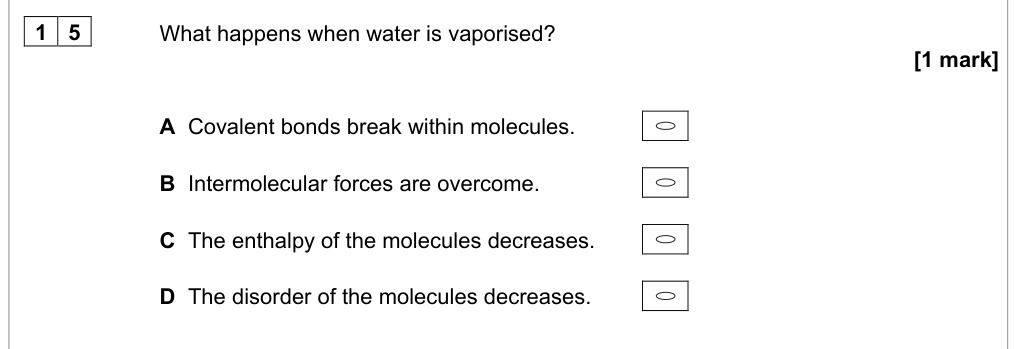 1 5 What happens when water is vaporised?
[1 mark]
A Covalent bonds break within molecules.
B Intermolecular forces are overcome.
C The enthalpy of the molecules decreases.
D The disorder of the molecules decreases.